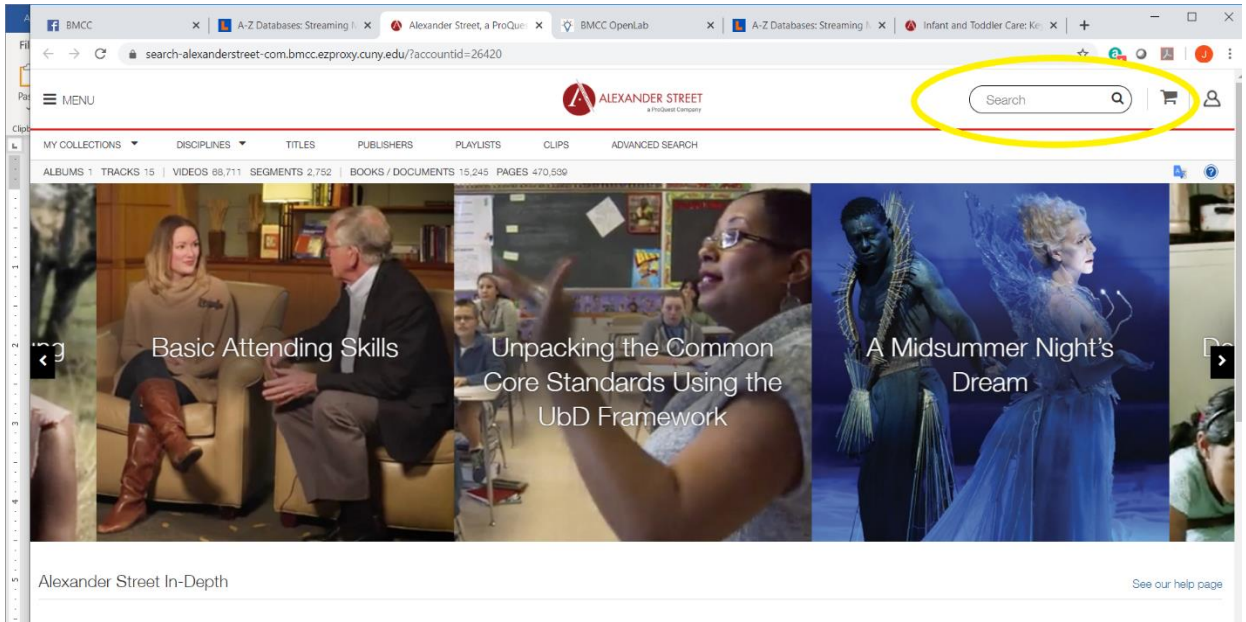 BMCC
A-Z Databases: Streaming
Alexander Street, a ProQue
BMCC OpenLab
A-Z Databases: Streaming
Infant and Toddler Care: Ke
Fil
search-alexanderstreet-com.bmcc.ezproxy.cuny.edu/?accountid=26420
Pas
MENU
ALEXANDER STREET
a ProQuest Company
Search
Clipb
MY COLLECTIONS DISCIPLINES TITLES PUBLISHERS PLAYLISTS CLIPS ADVANCED SEARCH
ALBUMS 1 TRACKS 15 | VIDEOS 68,711 SEGMENTS 2,752 | BOOKS / DOCUMENTS 15,245 PAGES 470,539
Basic Attending Skills
Unpacking the Common
Core Standards Using the
UbD Framework
A Midsummer Night's
Dream
Alexander Street In-Depth
See our help page